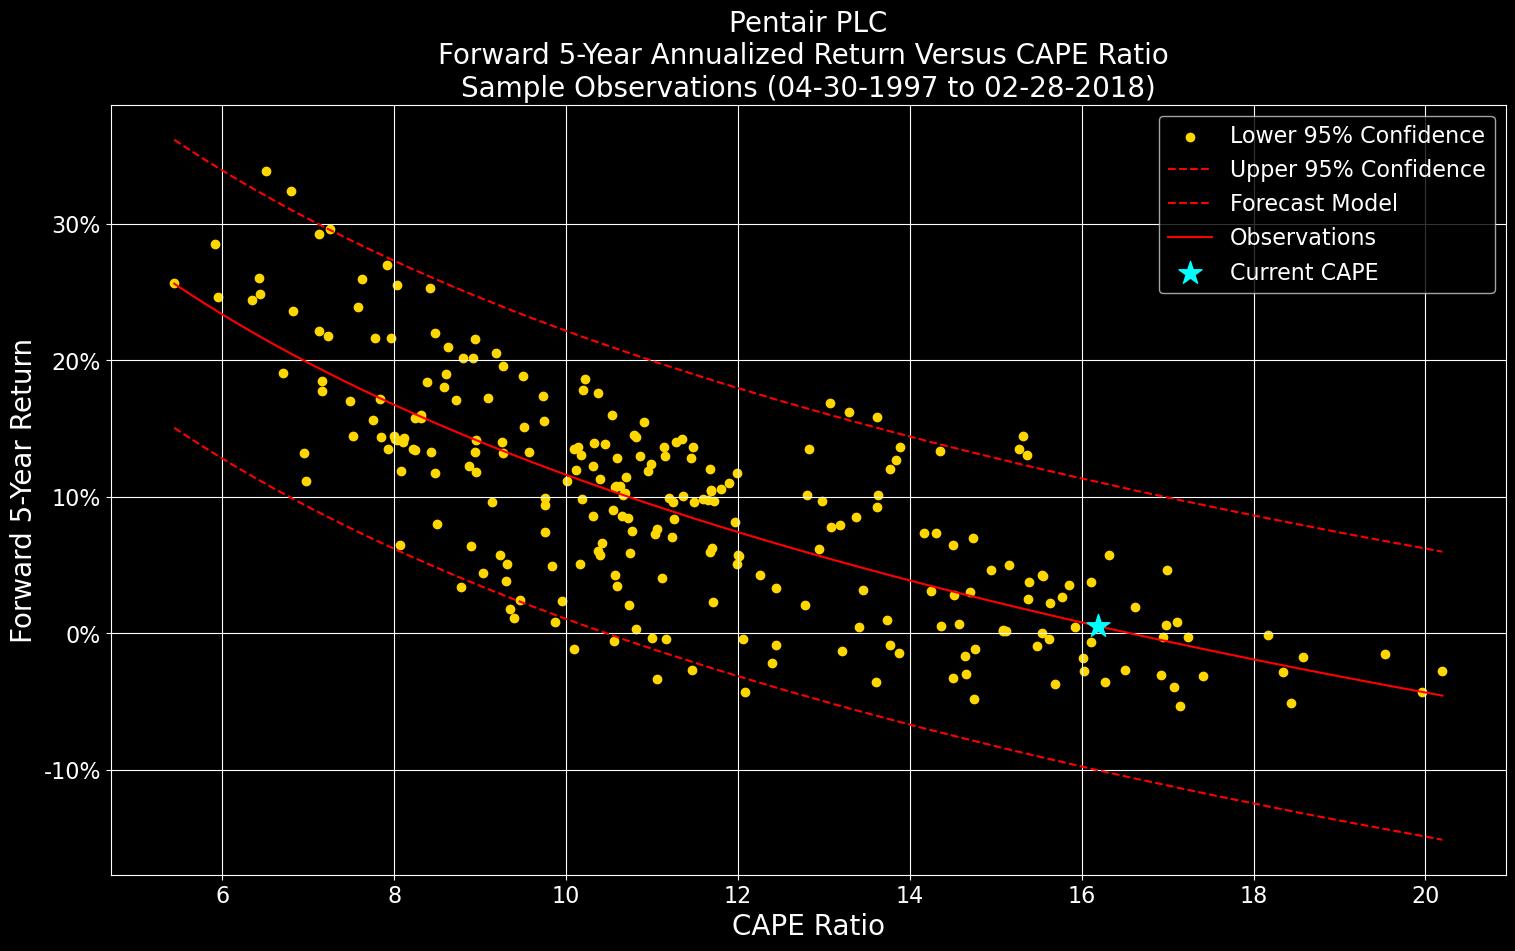 Pentair PLC
Forward 5-Year Annualized Return Versus CAPE Ratio
Sample Observations (04-30-1997 to 02-28-2018)
Lower 95% Confidence
Upper 95% Confidence
Forecast Model
Observations
Current CAPE
Forward 5-Year Return
30%
20%
10%
0%
-10%
6 8 10 12 14 16 18 20
CAPE Ratio